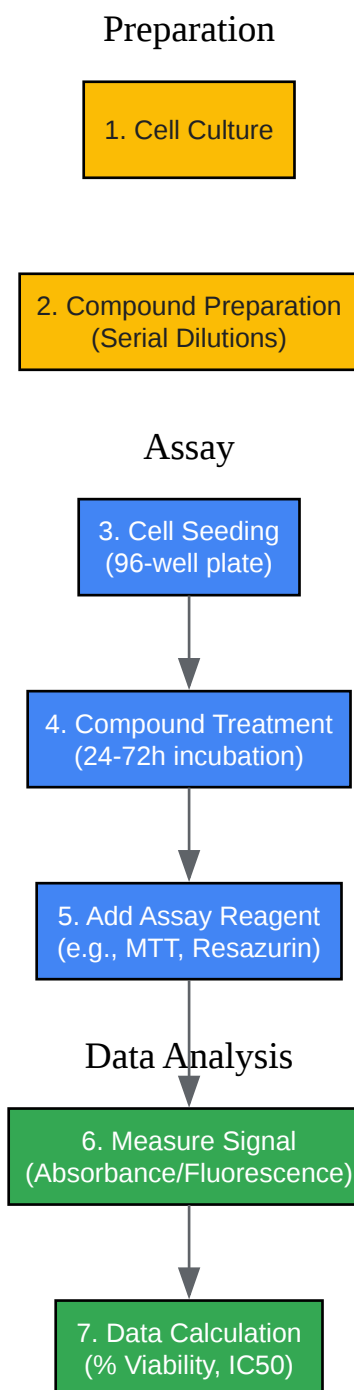 Preparation
1. Cell Culture
2. Compound Preparation
(Serial Dilutions)
Assay
3. Cell Seeding
(96-well plate)
4. Compound Treatment
(24-72h incubation)
5. Add Assay Reagent
(e.g., MTT, Resazurin)
Data Analysis
6. Measure Signal
(Absorbance/Fluorescence)
7. Data Calculation
(% Viability, IC50)